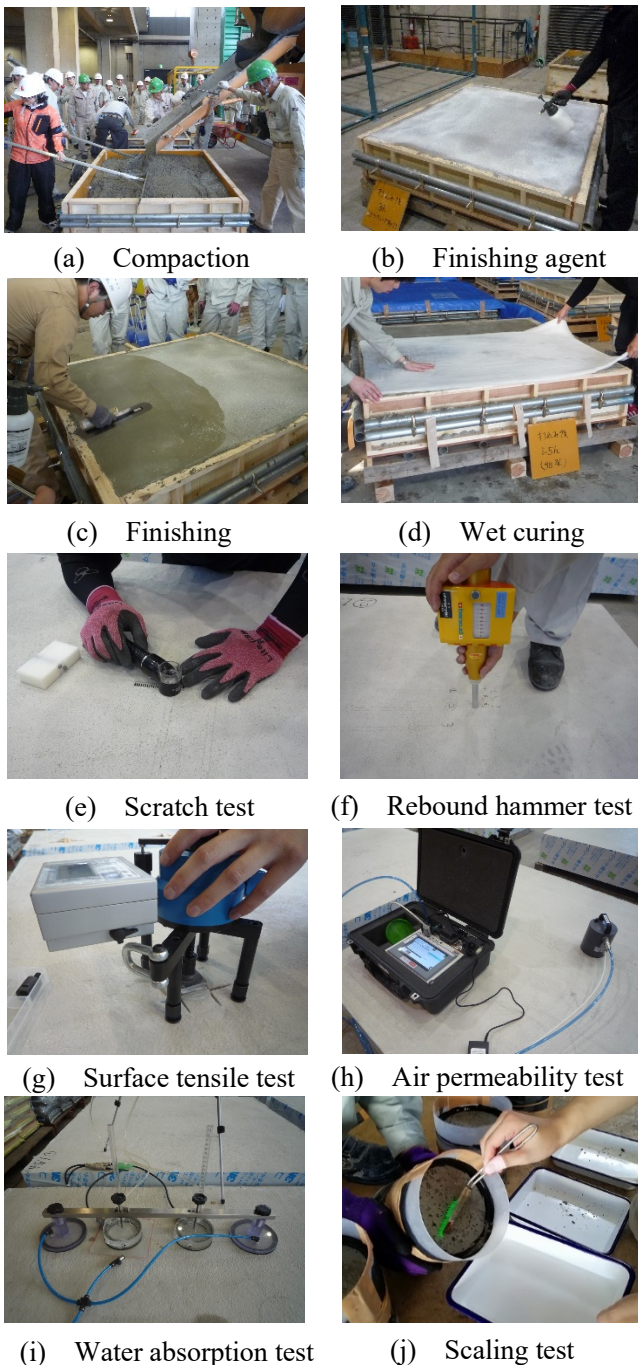 (a) Compaction
(b) Finishing agent
(c) Finishing
(d) Wet curing
(e) Scratch test
(f) Rebound hammer test
(g) Surface tensile test
(h) Air permeability test
(i) Water absorption test
(j) Scaling test